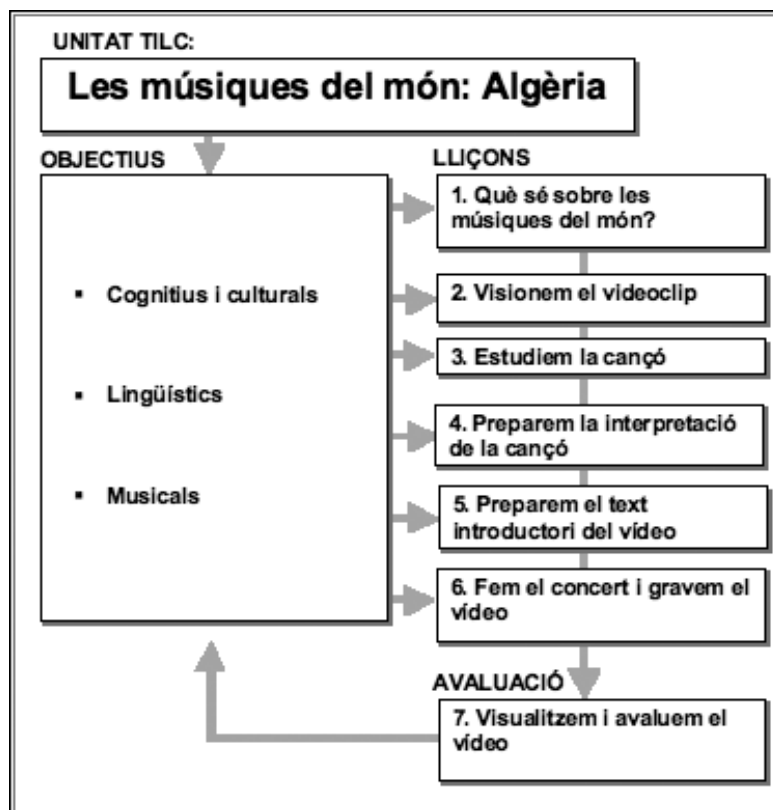 UNITAT TILC:
Les músiques del món: Algèria
OBJECTIUS
▪ Cognitius i culturals
▪ Lingüístics
▪ Musicals
LLIÇONS
1. Què sé sobre les
músiques del món?
2. Visionem el videoclip
3. Estudiem la cançó
4. Preparem la interpretació
de la cançó
5. Preparem el text
introductori del vídeo
6. Fem el concert i gravem el
vídeo
AVALUACIÓ
7. Visualitzem i avaluem el
vídeo